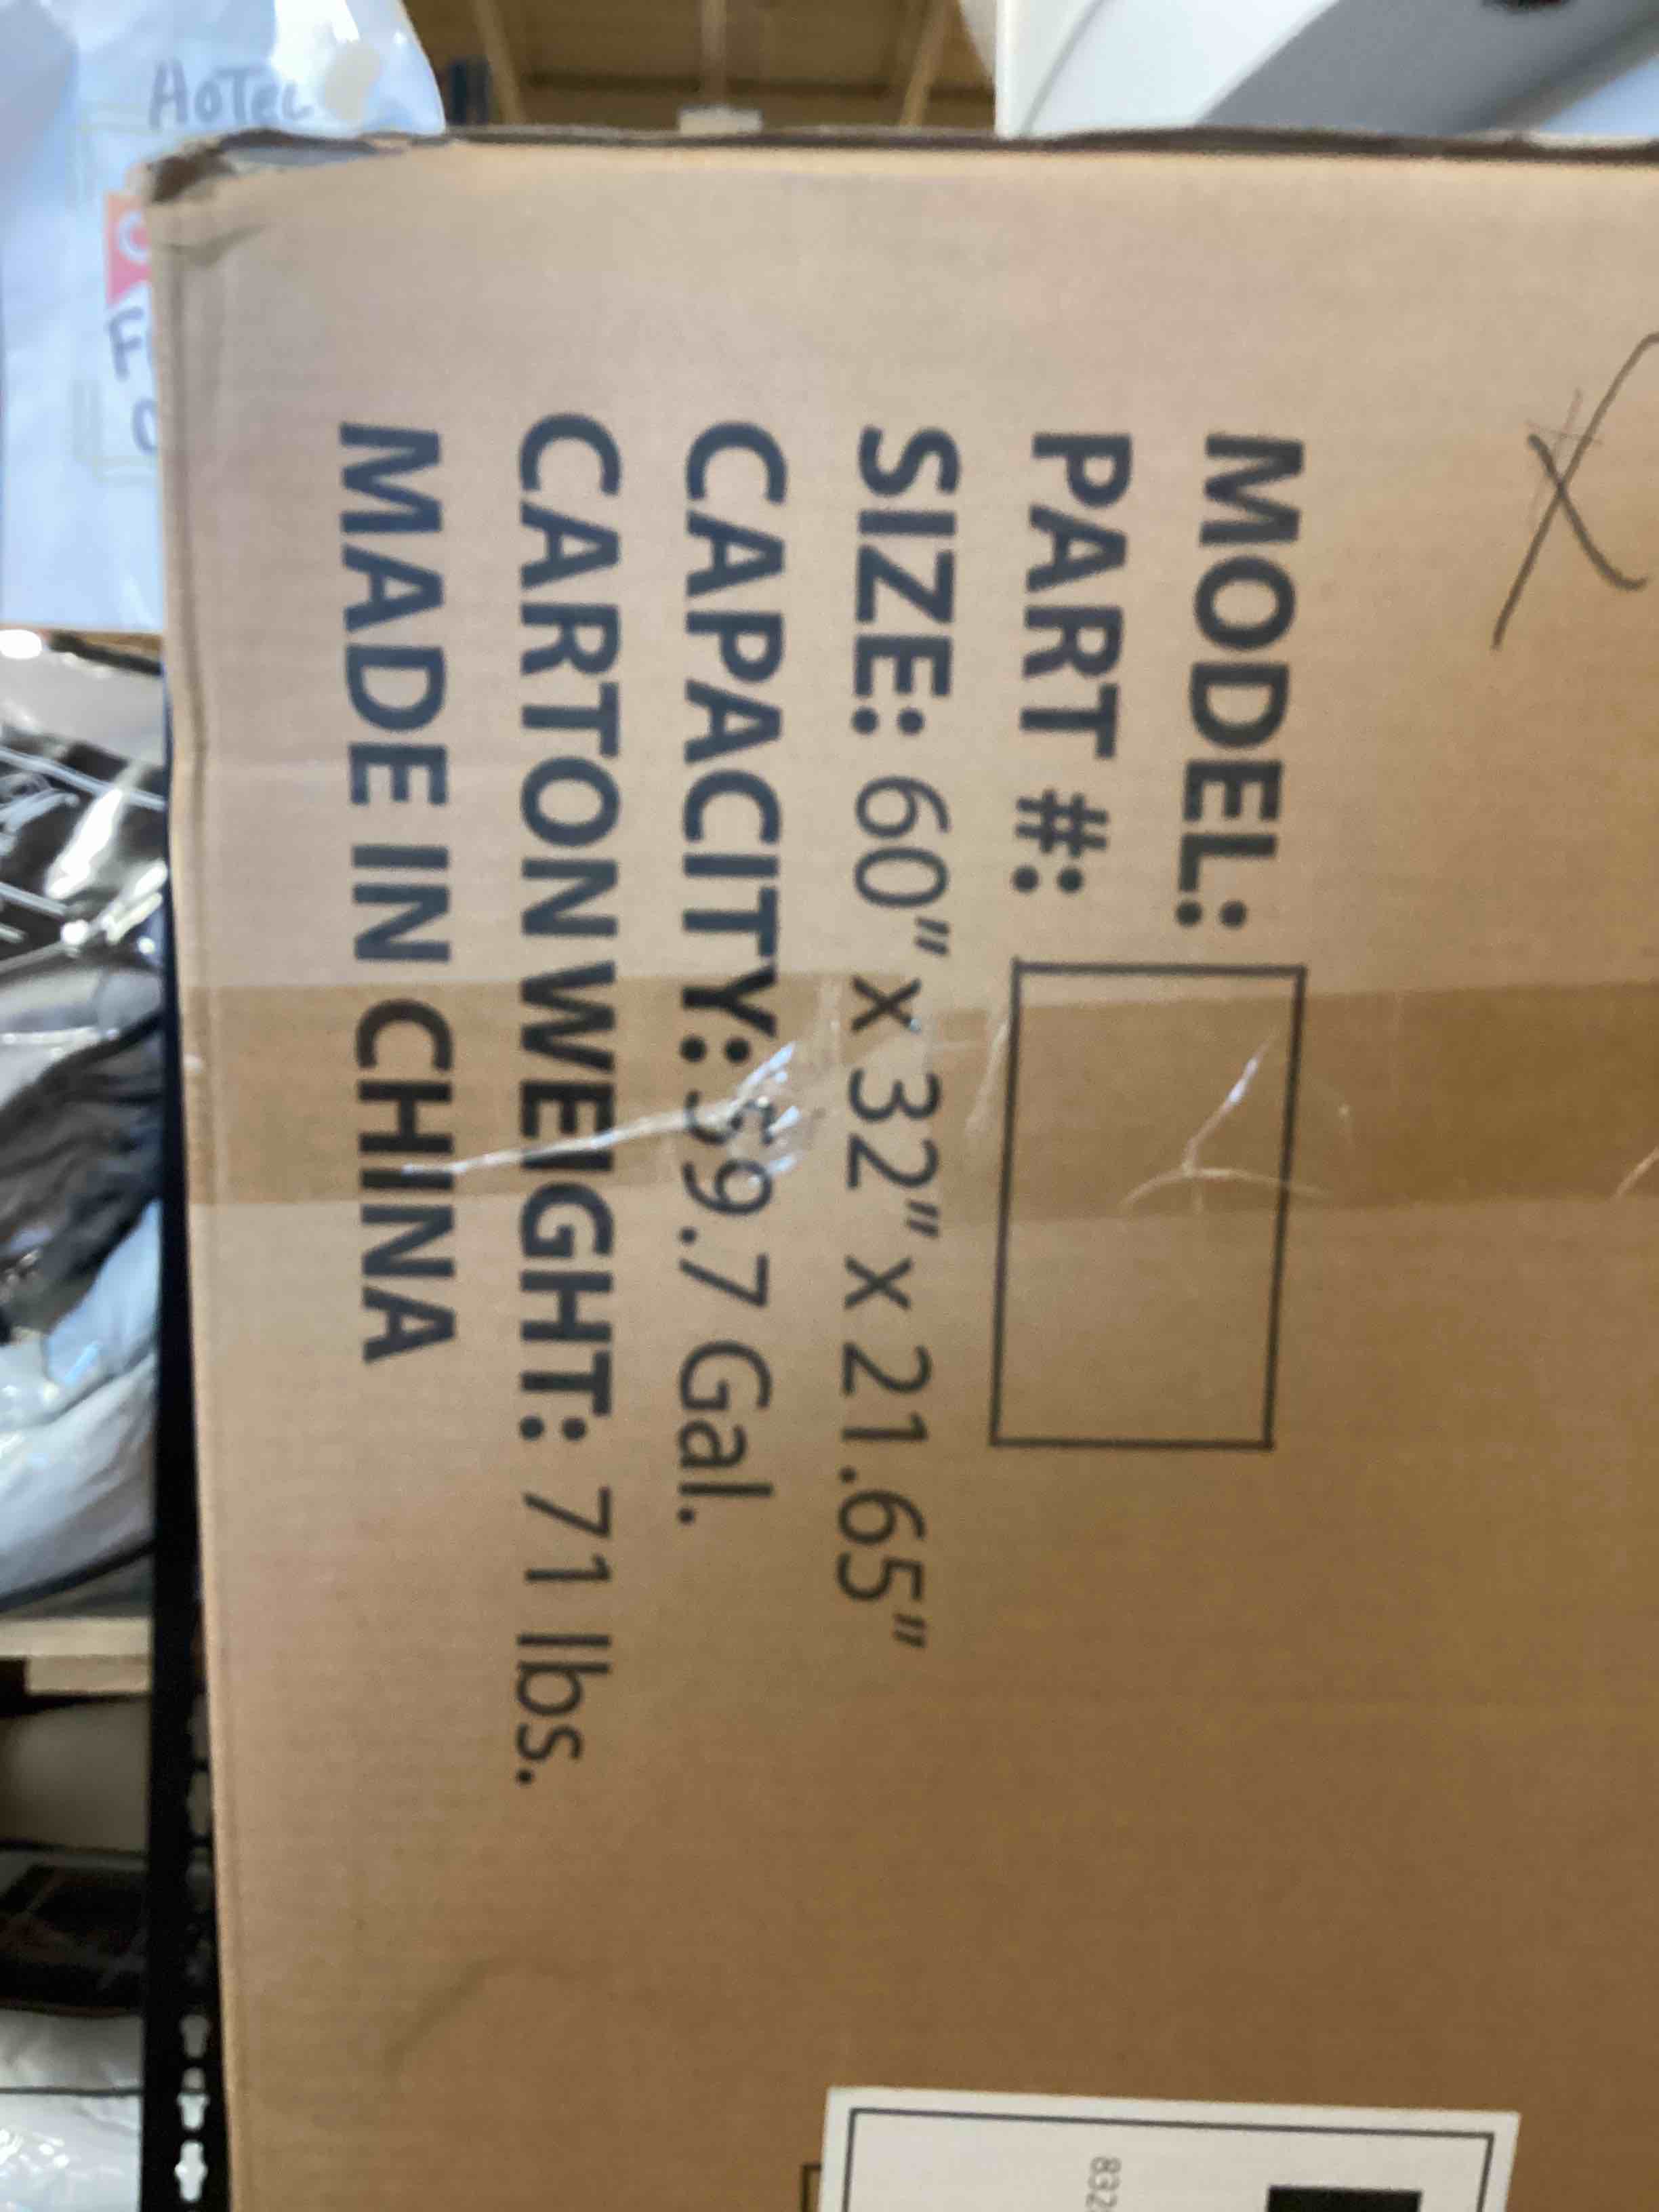 MODEL:
PART #:
SIZE: 60" x 32" x 21.65"
CAPACITY: 59.7 Gal.
CARTON WEIGHT: 71 lbs.
MADE IN CHINA
HOTEL
832